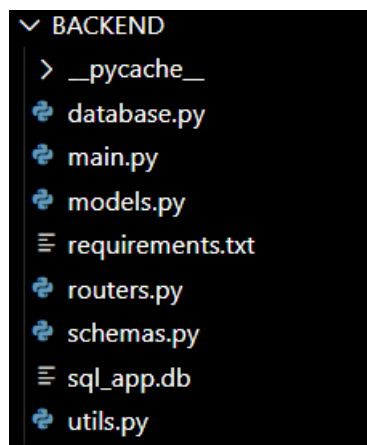 BACKEND
__pycache__
database.py
main.py
models.py
requirements.txt
routers.py
schemas.py
sql_app.db
utils.py